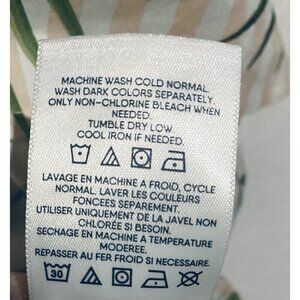 MACHINE WASH COLD NORMAL.
WASH DARK COLORS SEPARATELY.
ONLY NON-CHLORINE BLEACH WHEN
NEEDED.
TUMBLE DRY LOW
COOL IRON IF NEEDED
LAVAGE EN MACHINE A FROID, CYCLE
NORMAL. LAVER LES COULEURS
FONCEES SEPAREMENT.
UTILISER UNIQUEMENT DE LA JAVEL NON
CHLORÉE SI BESOIN.
SECHAGE EN MACHINE A TEMPERATURE
MODEREE.
REPASSER AU FER FROID SI NECESSAIRE.
30